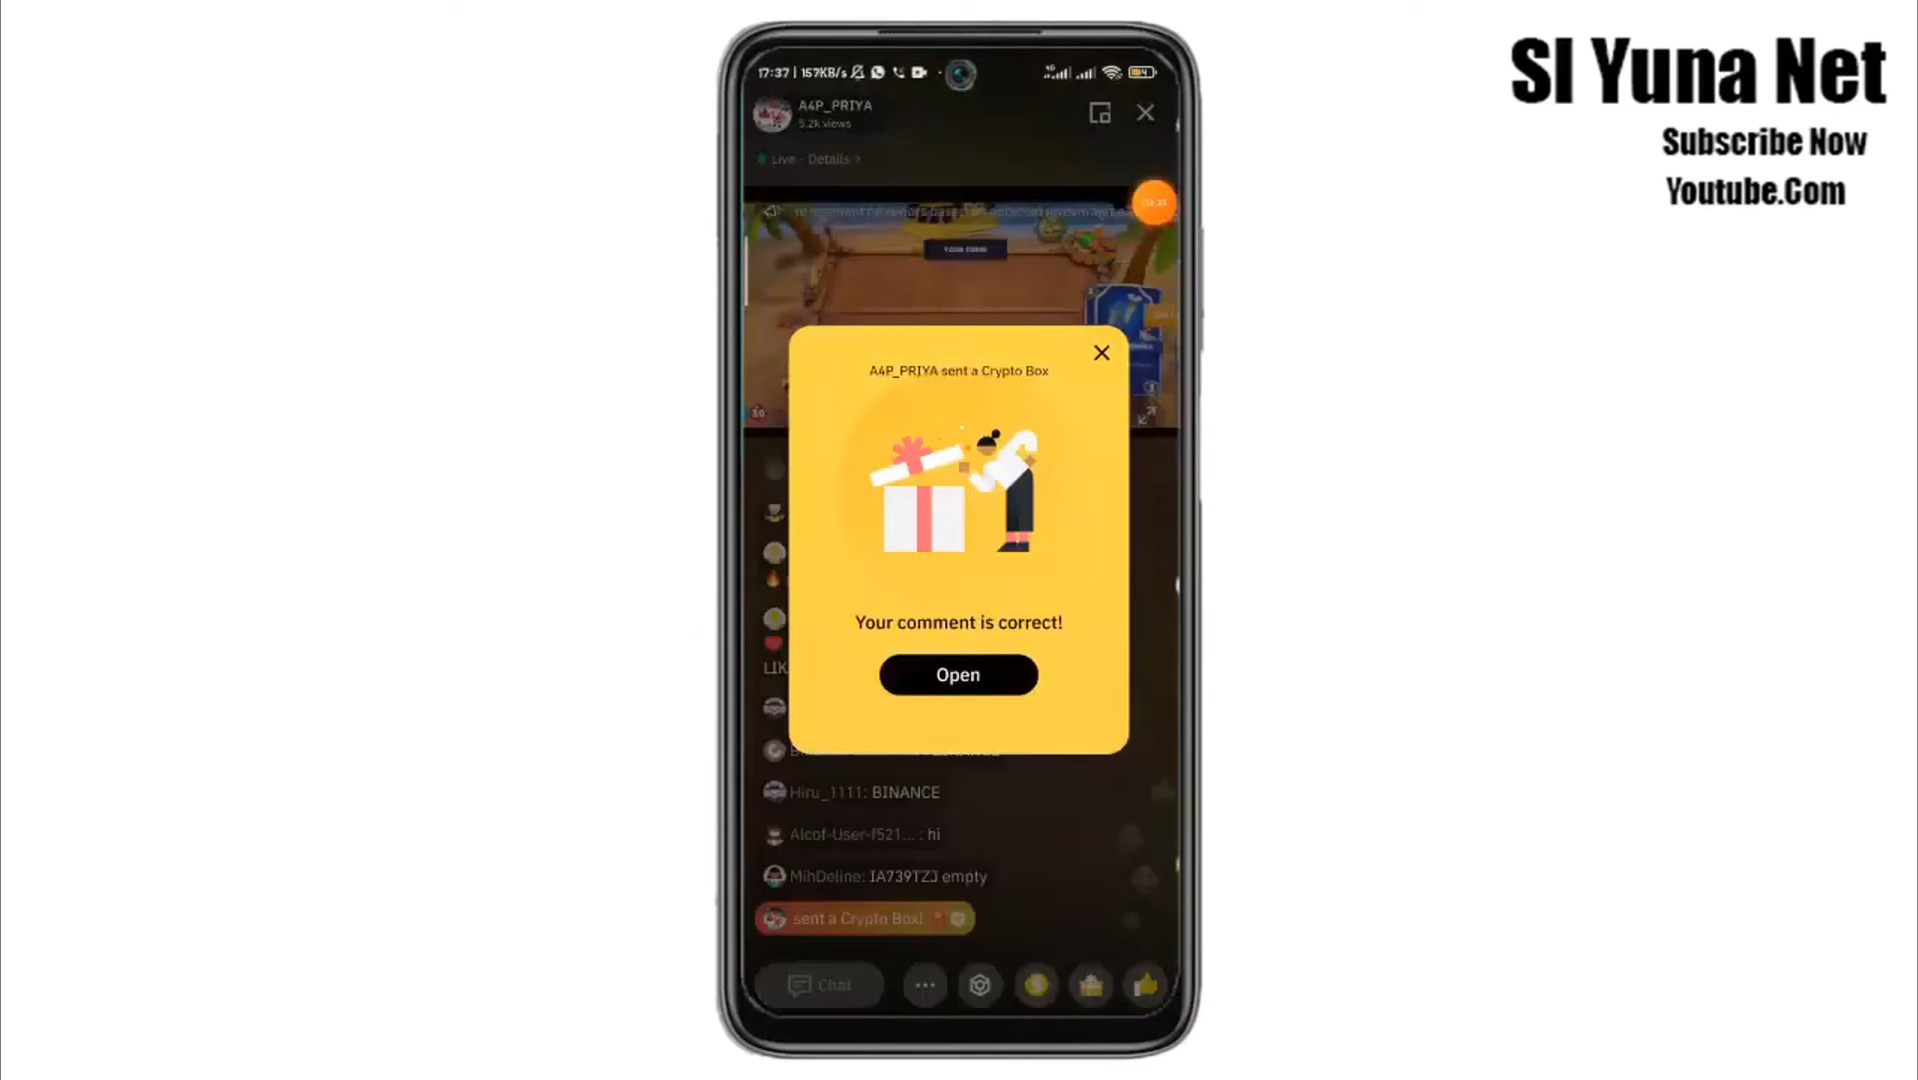 SI Yuna Net
Subscribe Now
Youtube.Com
17:37 | 157KB/s
A4P_PRIYA
5.2k views
Live - Details >
A4P_PRIYA sent a Crypto Box
Your comment is correct!
Open
LIK
Hiru_1111: BINANCE
Alcof-User-f521... : hi
MihDeline: IA739TZJ empty
sent a Crypto Box!
Chat